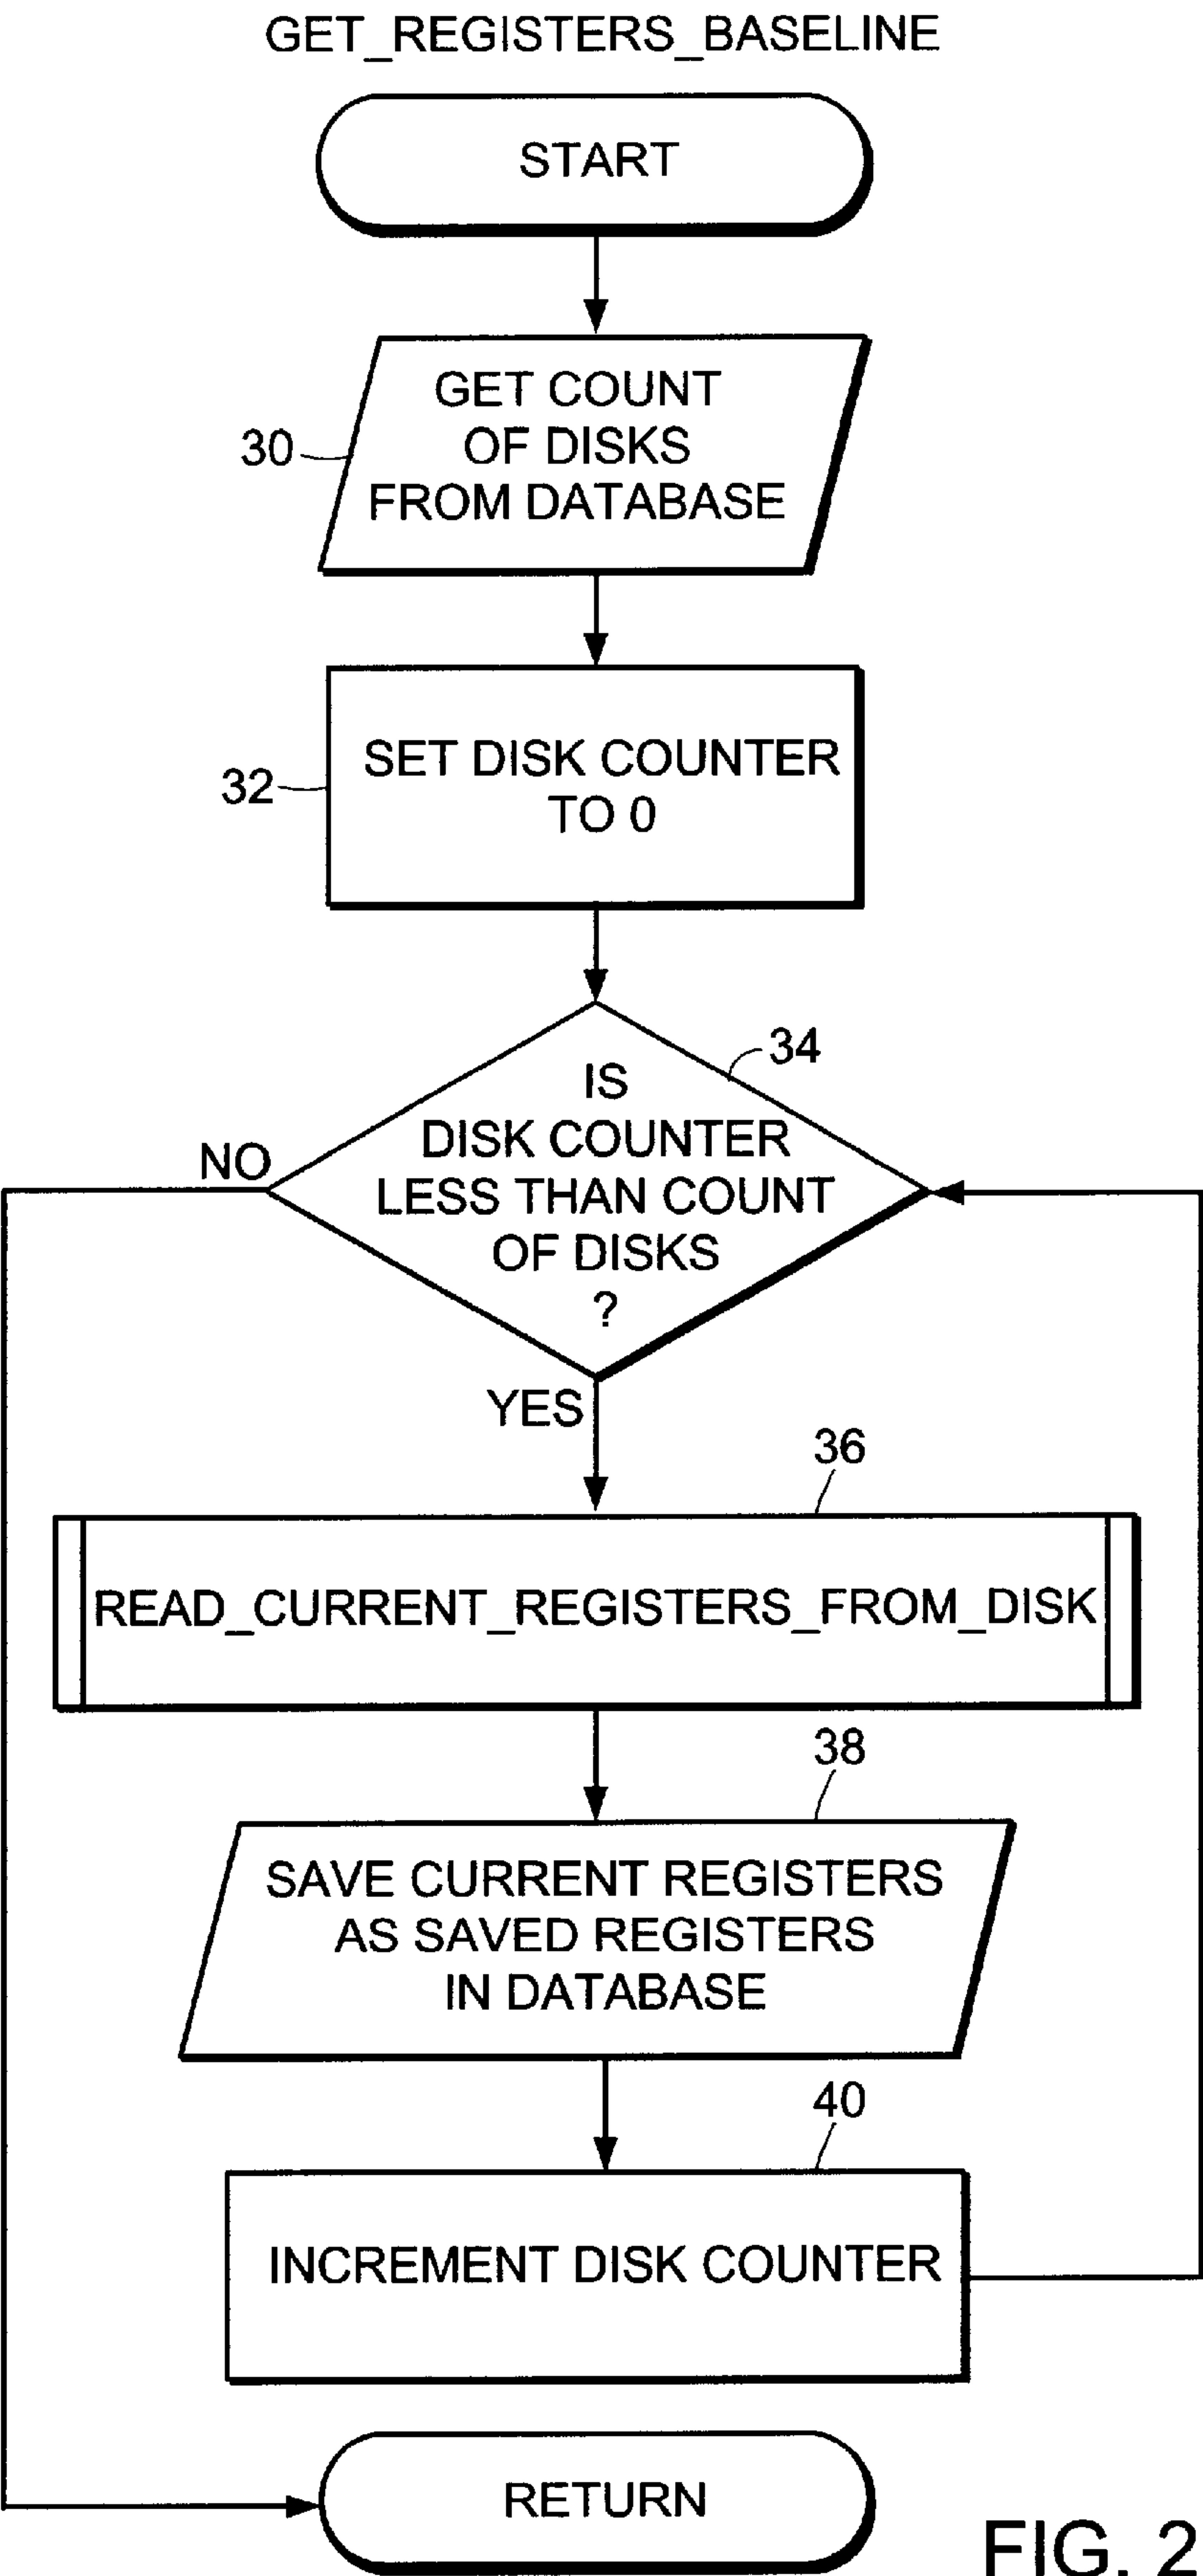 GET_REGISTERS_BASELINE
START
GET COUNT
OF DISKS
FROM DATABASE
30
SET DISK COUNTER
TO 0
32
34
IS
DISK COUNTER
LESS THAN COUNT
OF DISKS
?
NO
YES
36
READ_CURRENT_REGISTERS_FROM_DISK
38
SAVE CURRENT REGISTERS
AS SAVED REGISTERS
IN DATABASE
40
INCREMENT DISK COUNTER
RETURN
FIG. 2